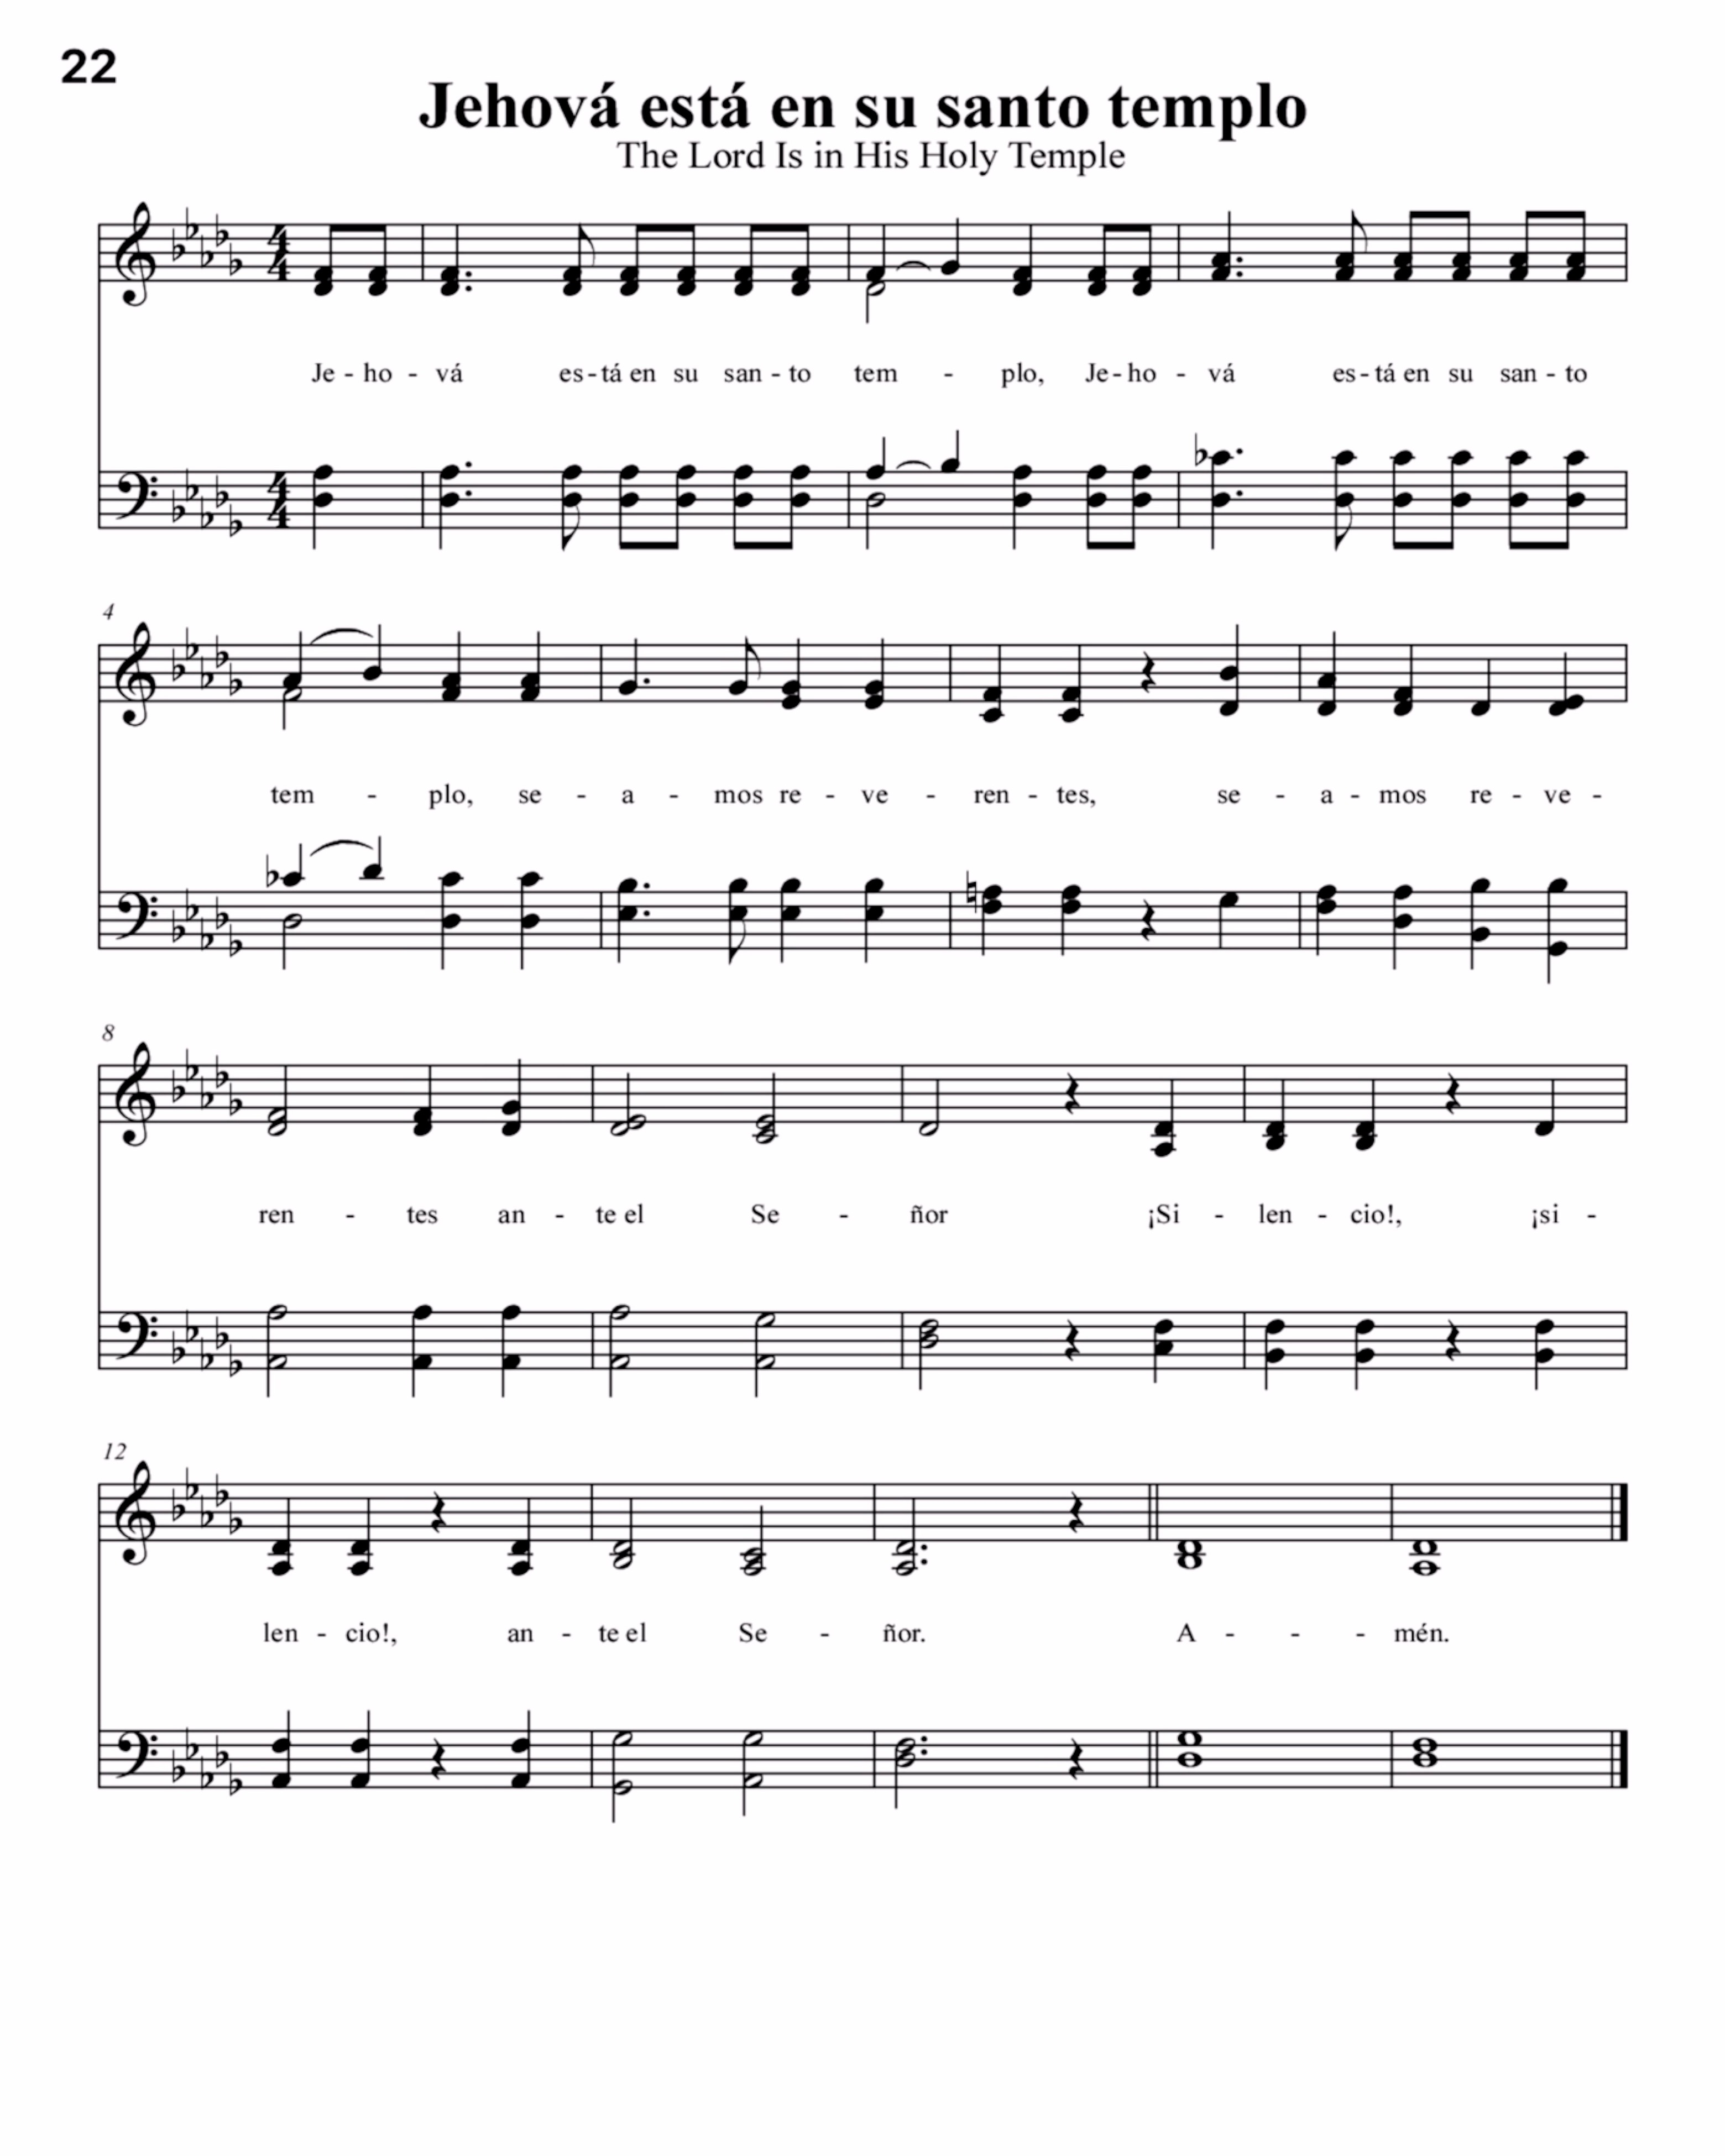 22
Jehová está en su santo templo
The Lord Is in His Holy Temple
Je - ho - vá es - tá en su san - to tem - plo, Je - ho - vá es - tá en su san - to
4
tem - plo, se - a - mos re - ve - ren - tes, se - a - mos re - ve -
8
ren - tes an - te el Se - ñor ¡Si - len - cio!, ¡si -
12
len - cio!, an - te el Se - ñor. A - - - mén.